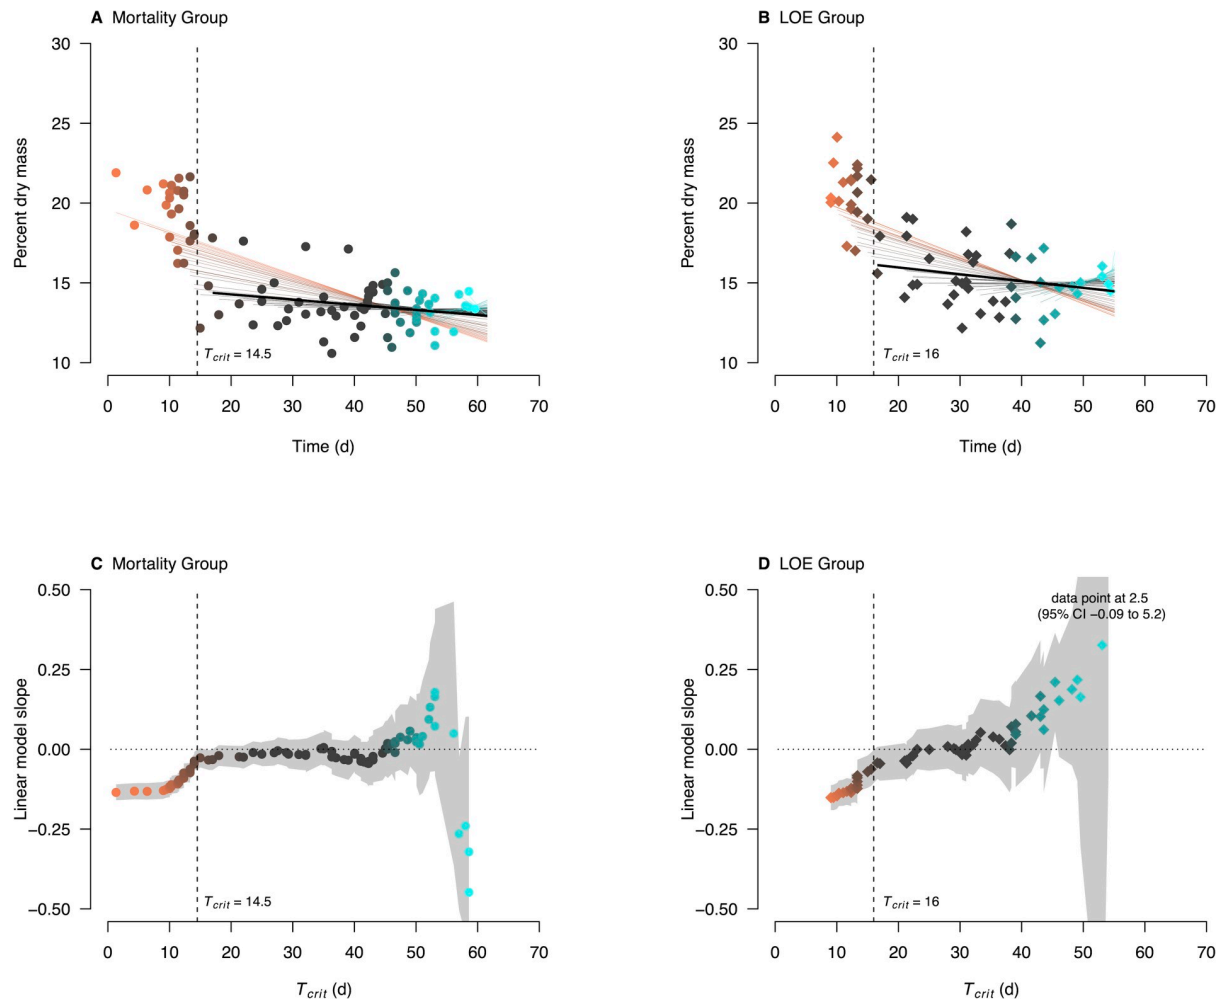 A Mortality Group
30
25
20
15
10
Percent dry mass
T_crit = 14.5
0 10 20 30 40 50 60 70
Time (d)
B LOE Group
30
25
20
15
10
Percent dry mass
T_crit = 16
0 10 20 30 40 50 60 70
Time (d)
C Mortality Group
0.50
0.25
0.00
−0.25
−0.50
Linear model slope
T_crit = 14.5
0 10 20 30 40 50 60 70
T_crit (d)
D LOE Group
0.50
0.25
0.00
−0.25
−0.50
Linear model slope
data point at 2.5
(95% CI −0.09 to 5.2)
T_crit = 16
0 10 20 30 40 50 60 70
T_crit (d)